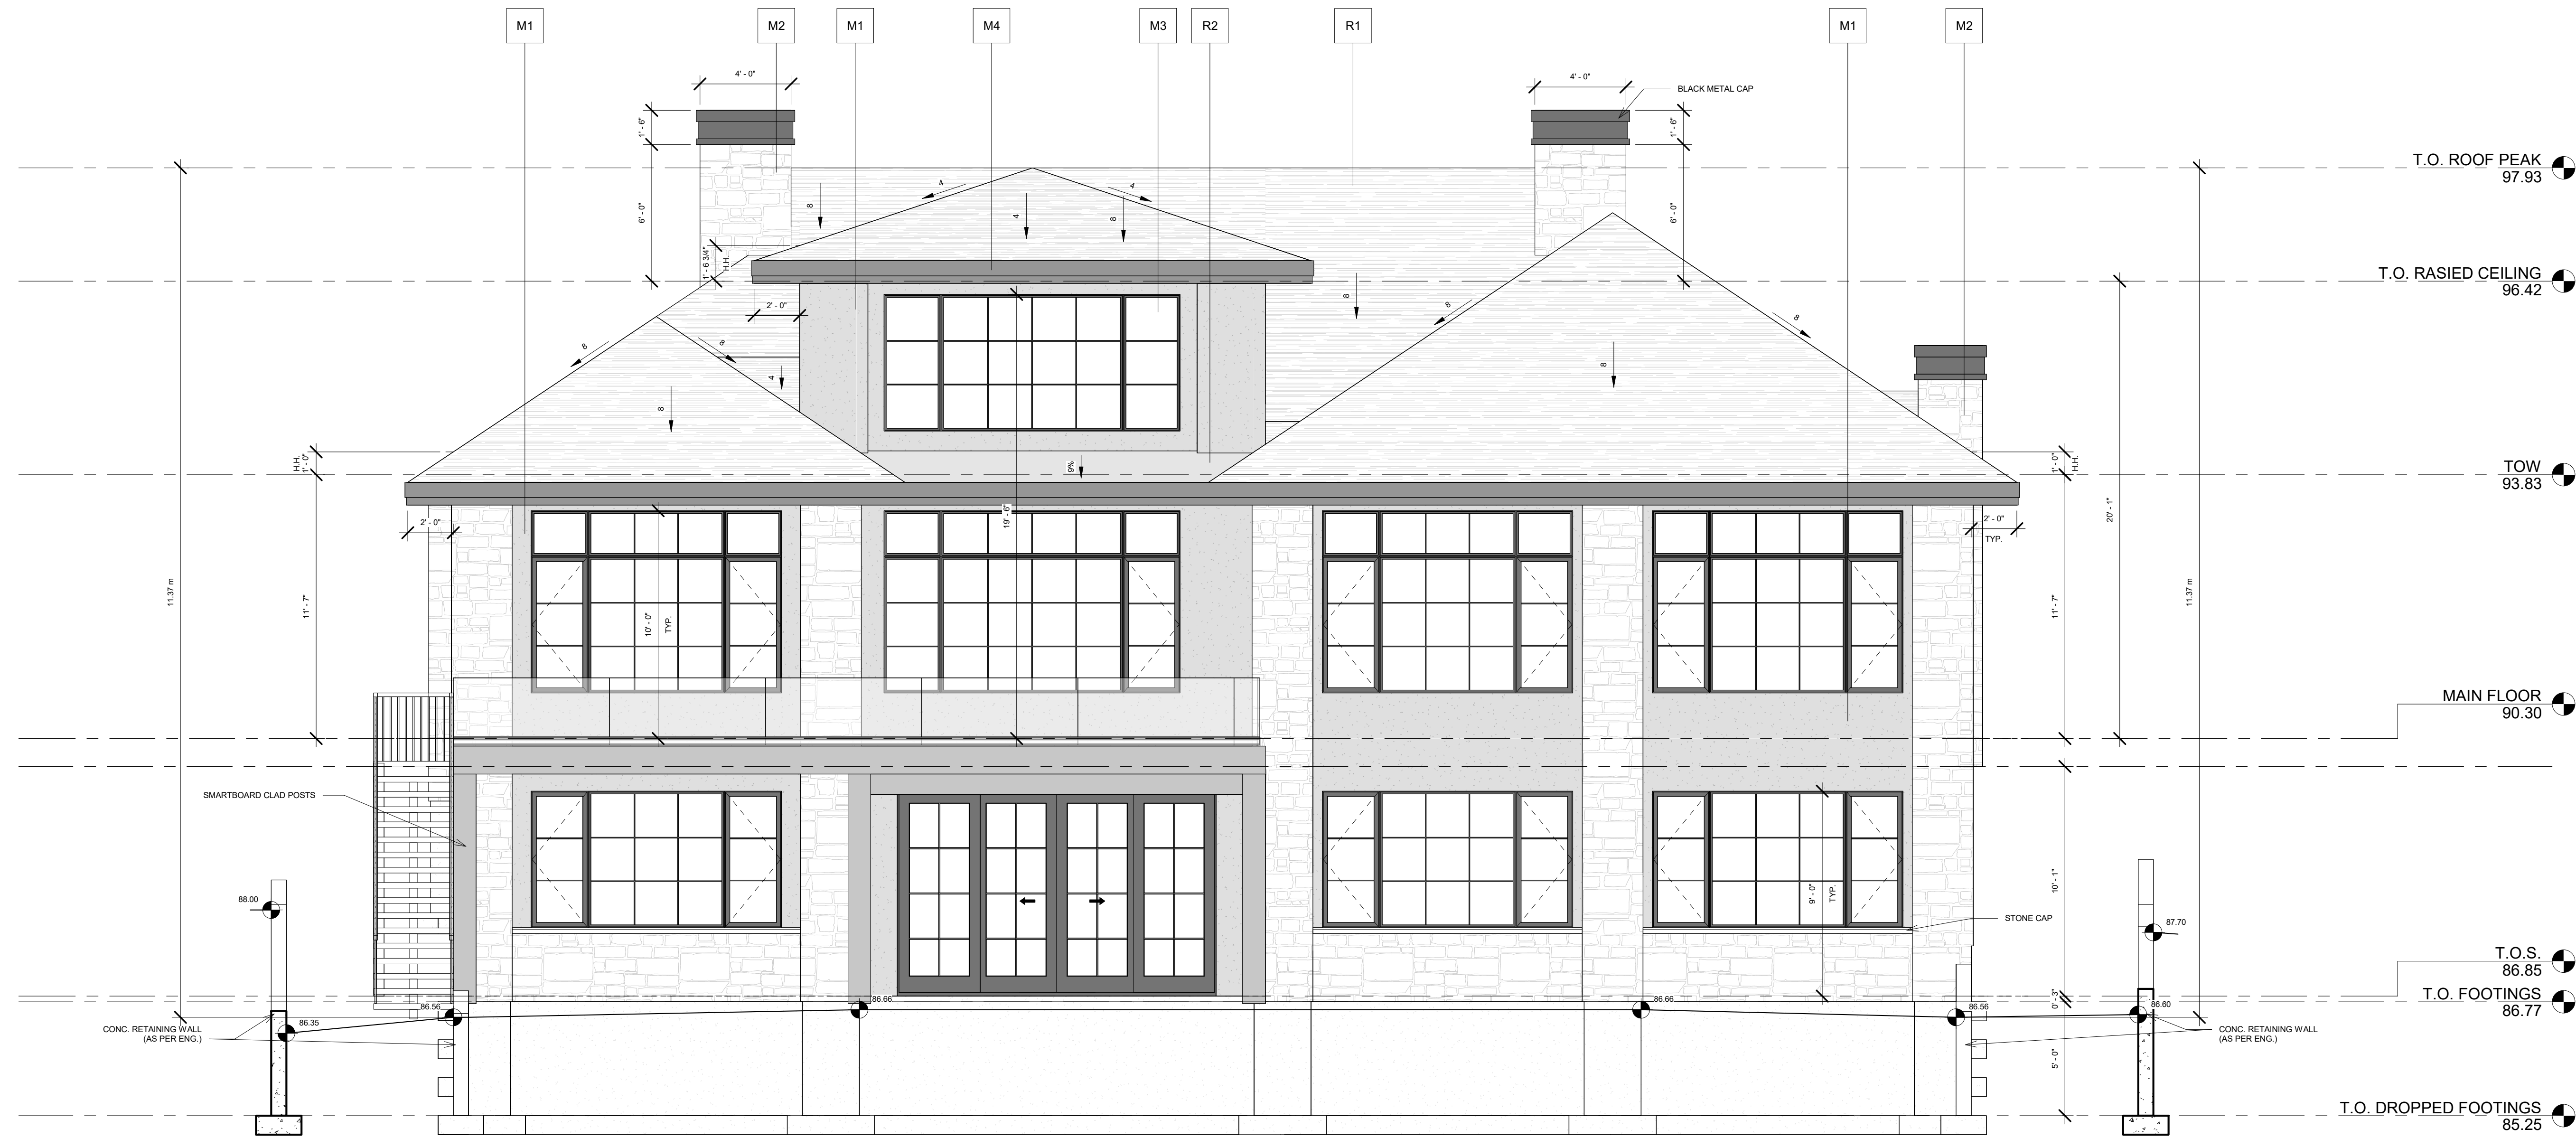 M1
M2
M1
M4
M3
R2
R1
M1
M2
4' - 0"
4' - 0"
BLACK METAL CAP
1' - 6"
1' - 6"
T.O. ROOF PEAK
97.93
4
4
8
4
8
6' - 0"
6' - 0"
1' - 6 3/4"
H.H.
T.O. RASIED CEILING
96.42
2' - 0"
8
8
8
8
8
8
4
8
8
H.H.
1' - 0"
9%
1' - 0"
H.H.
TOW
93.83
2' - 0"
19' - 6"
2' - 0"
TYP.
20' - 1"
11.37 m
11' - 7"
10' - 0"
TYP.
11' - 7"
11.37 m
MAIN FLOOR
90.30
SMARTBOARD CLAD POSTS
9' - 0"
TYP.
10' - 1"
88.00
STONE CAP
87.70
T.O.S.
86.85
86.56
86.66
86.66
86.56
0' - 3"
86.60
T.O. FOOTINGS
86.77
86.35
CONC. RETAINING WALL
(AS PER ENG.)
CONC. RETAINING WALL
(AS PER ENG.)
5' - 0"
T.O. DROPPED FOOTINGS
85.25